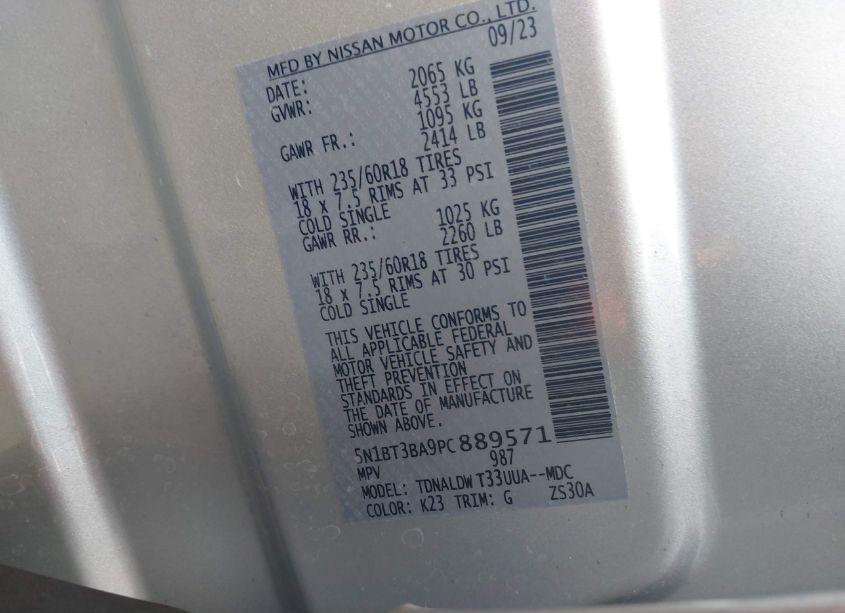 MFD BY NISSAN MOTOR CO., LTD.
DATE: 09/23
GVWR: 2065 KG
4553 LB
GAWR FR.: 1095 KG
2414 LB
WITH 235/60R18 TIRES
18 x 7.5 RIMS AT 33 PSI
COLD SINGLE
GAWR RR.: 1025 KG
2260 LB
WITH 235/60R18 TIRES
18 x 7.5 RIMS AT 30 PSI
COLD SINGLE
THIS VEHICLE CONFORMS TO
ALL APPLICABLE FEDERAL
MOTOR VEHICLE SAFETY AND
THEFT PREVENTION
STANDARDS IN EFFECT ON
THE DATE OF MANUFACTURE
SHOWN ABOVE.
5N1BT3BA9PC889571
MPV 987
MODEL: TDNALDW T33UUA--MDC
COLOR: K23 TRIM: G ZS30A